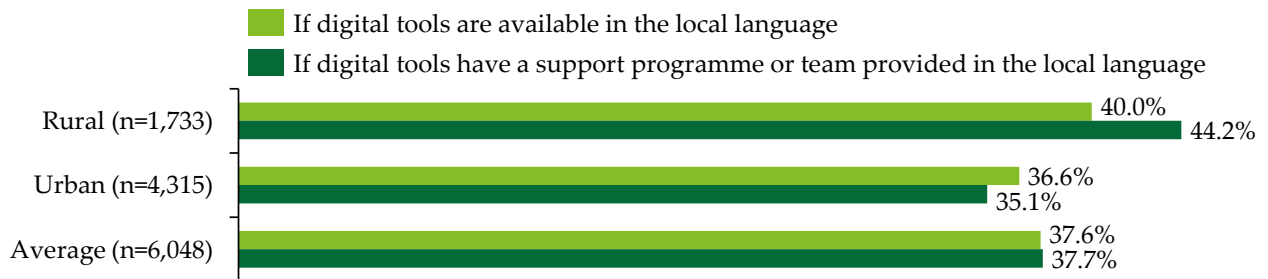 If digital tools are available in the local language
If digital tools have a support programme or team provided in the local language
Rural (n=1,733)
40.0%
44.2%
Urban (n=4,315)
36.6%
35.1%
Average (n=6,048)
37.6%
37.7%